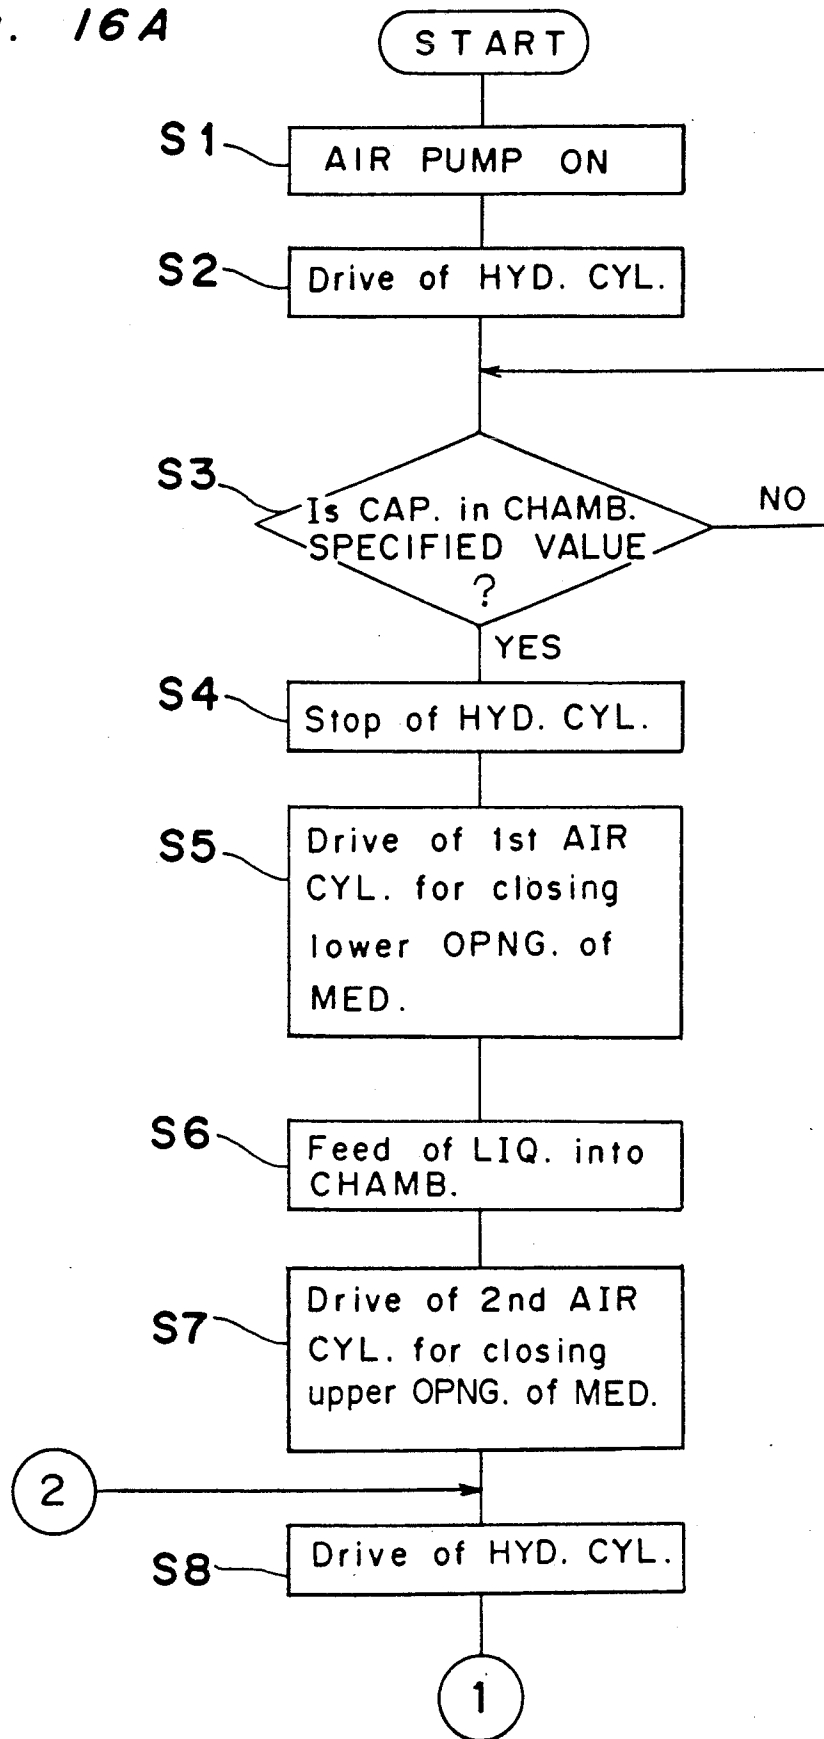 . 16A
START
S1
AIR PUMP ON
S2
Drive of HYD. CYL.
S3
Is CAP. in CHAMB.
SPECIFIED VALUE
?
NO
YES
S4
Stop of HYD. CYL.
S5
Drive of 1st AIR
CYL. for closing
lower OPNG. of
MED.
S6
Feed of LIQ. into
CHAMB.
S7
Drive of 2nd AIR
CYL. for closing
upper OPNG. of MED.
2
S8
Drive of HYD. CYL.
1